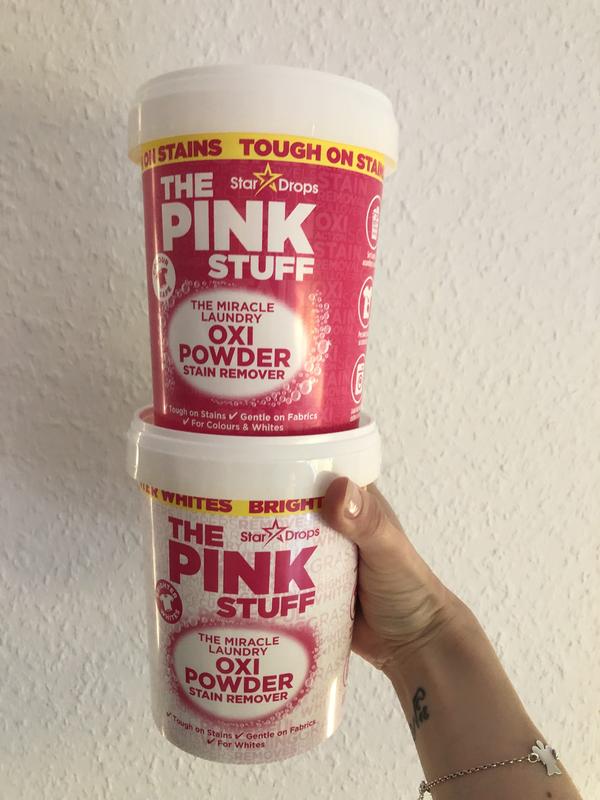 ON STAINS TOUGH ON STAIN
THE
Star Drops
PINK
STUFF
THE MIRACLE
LAUNDRY
OXI
POWDER
STAIN REMOVER
Tough on Stains ✓ Gentle on Fabrics
✓ For Colours & Whites
WHITES BRIGHT
THE
Star Drops
PINK
STUFF
THE MIRACLE
LAUNDRY
OXI
POWDER
STAIN REMOVER
✓ Tough on Stains ✓ Gentle on Fabrics
✓ For Whites